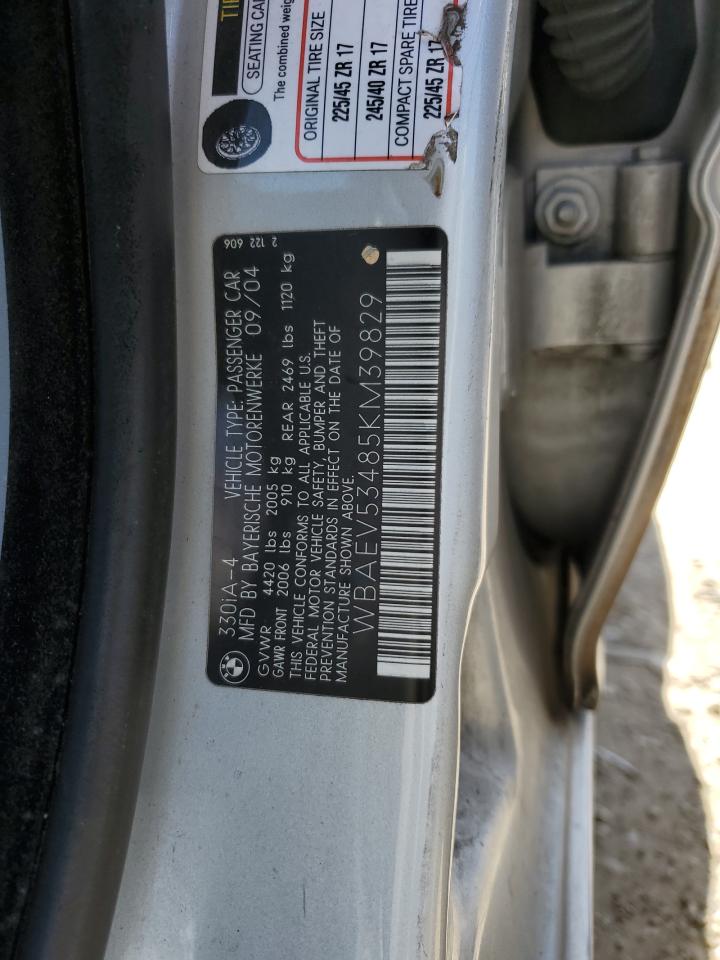 TIR
SEATING CA
The combined weig
ORIGINAL TIRE SIZE
225/45 ZR 17
245/40 ZR 17
COMPACT SPARE TIRE
225/45 ZR 17
330iA-4 VEHICLE TYPE: PASSENGER CAR 2 122 606
MFD BY BAYERISCHE MOTORENWERKE 09/04
GVWR 4420 lbs 2005 kg
GAWR FRONT 2006 lbs 910 kg REAR 2469 lbs 1120 kg
THIS VEHICLE CONFORMS TO ALL APPLICABLE U.S.
FEDERAL MOTOR VEHICLE SAFETY, BUMPER, AND THEFT
PREVENTION STANDARDS IN EFFECT ON THE DATE OF
MANUFACTURE SHOWN ABOVE.
WBAEV53485KM39829